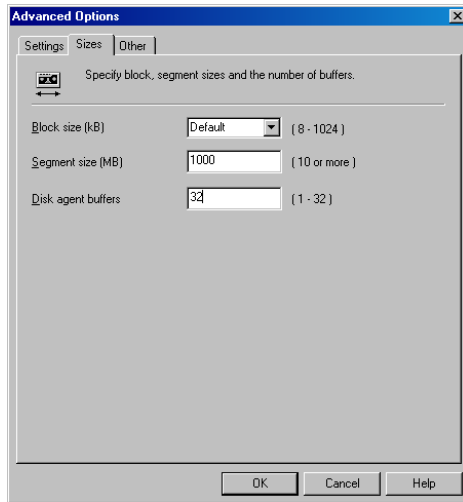 Advanced Options
Settings Sizes Other
Specify block, segment sizes and the number of buffers.
Block size (kB) Default ( 8 - 1024 )
Segment size (MB) 1000 ( 10 or more )
Disk agent buffers 32 ( 1 - 32 )
OK Cancel Help